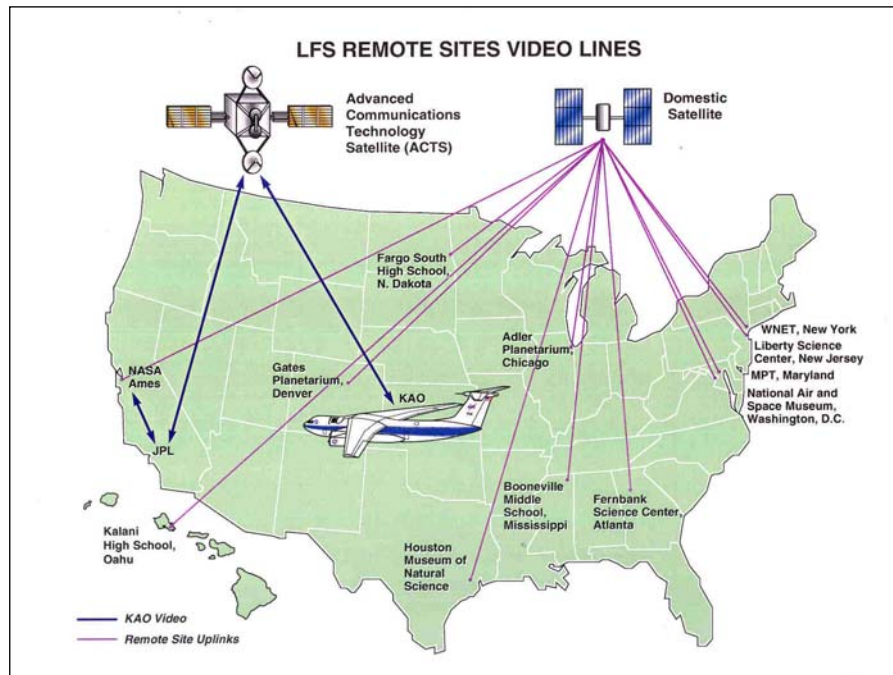 LFS REMOTE SITES VIDEO LINES
Advanced
Communications
Technology
Satellite (ACTS)
Domestic
Satellite
Fargo South
High School,
N. Dakota
WNET, New York
Liberty Science
Center, New Jersey
MPT, Maryland
National Air and
Space Museum,
Washington, D.C.
Adler
Planetarium,
Chicago
NASA
Ames
Gates
Planetarium,
Denver
KAO
JPL
Booneville
Middle
School,
Mississippi
Fernbank
Science Center,
Atlanta
Kalani
High School,
Oahu
Houston
Museum of
Natural
Science
KAO Video
Remote Site Uplinks